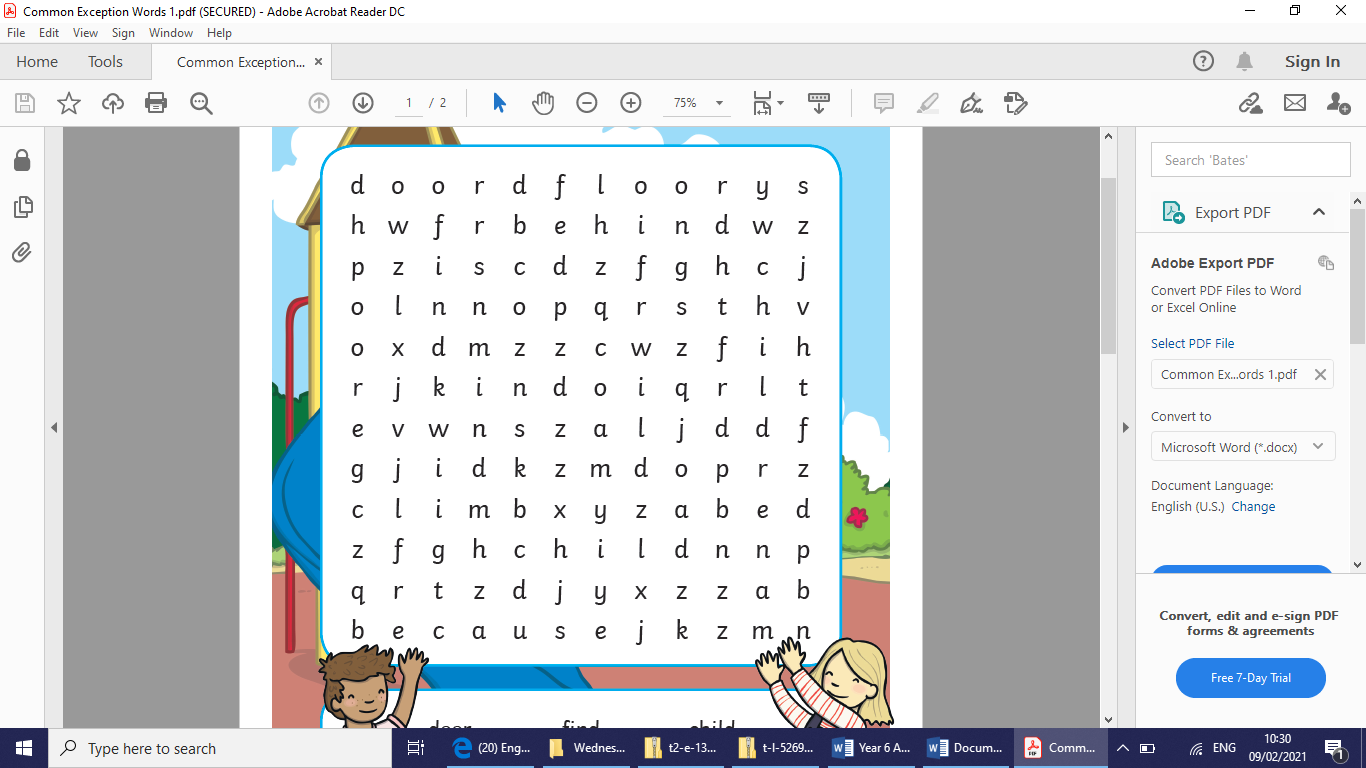 Common Exception Words 1.pdf (SECURED) - Adobe Acrobat Reader DC
File Edit View Sign Window Help
Home Tools Common Exception... × Sign In
1 / 2 75%
Search 'Bates'
Export PDF
Adobe Export PDF
Convert PDF Files to Word
or Excel Online
Select PDF File
Common Ex...ords 1.pdf
Convert to
Microsoft Word (*.docx)
Document Language:
English (U.S.) Change
Convert, edit and e-sign PDF
forms & agreements
Free 7-Day Trial
d o o r d f l o o r y s
h w f r b e h i n d w z
p z i s c d z f g h c j
o l n n o p q r s t h v
o x d m z z c w z f i h
r j k i n d o i q r l t
e v w n s z a l j d d f
g j i d k z m d o p r z
c l i m b x y z a b e d
z f g h c h i l d n n p
q r t z d j y x z z a b
b e c a u s e j k z m n
door find child
Type here to search
(20) Eng... Wednes... t2-e-13... t-l-5269... Year 6 A... Docum... Comm... ENG
10:30
09/02/2021
1